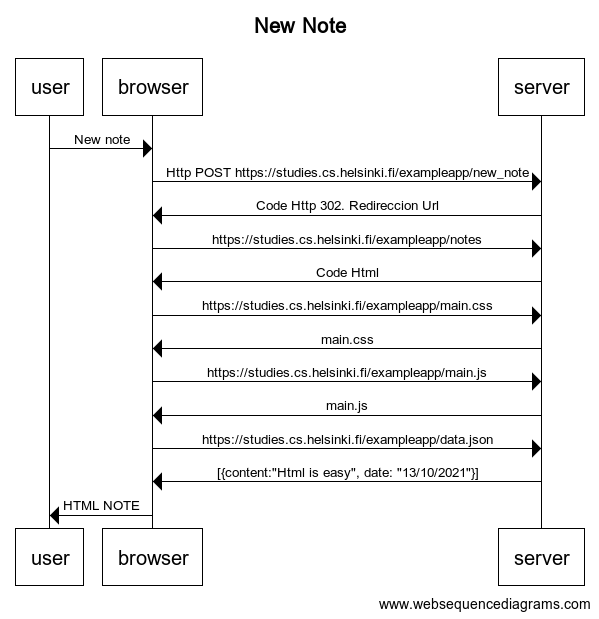 New Note
user
browser
server
New note
Http POST https://studies.cs.helsinki.fi/exampleapp/new_note
Code Http 302. Redireccion Url
https://studies.cs.helsinki.fi/exampleapp/notes
Code Html
https://studies.cs.helsinki.fi/exampleapp/main.css
main.css
https://studies.cs.helsinki.fi/exampleapp/main.js
main.js
https://studies.cs.helsinki.fi/exampleapp/data.json
[{content:"Html is easy", date: "13/10/2021"}]
HTML NOTE
user
browser
server
www.websequencediagrams.com